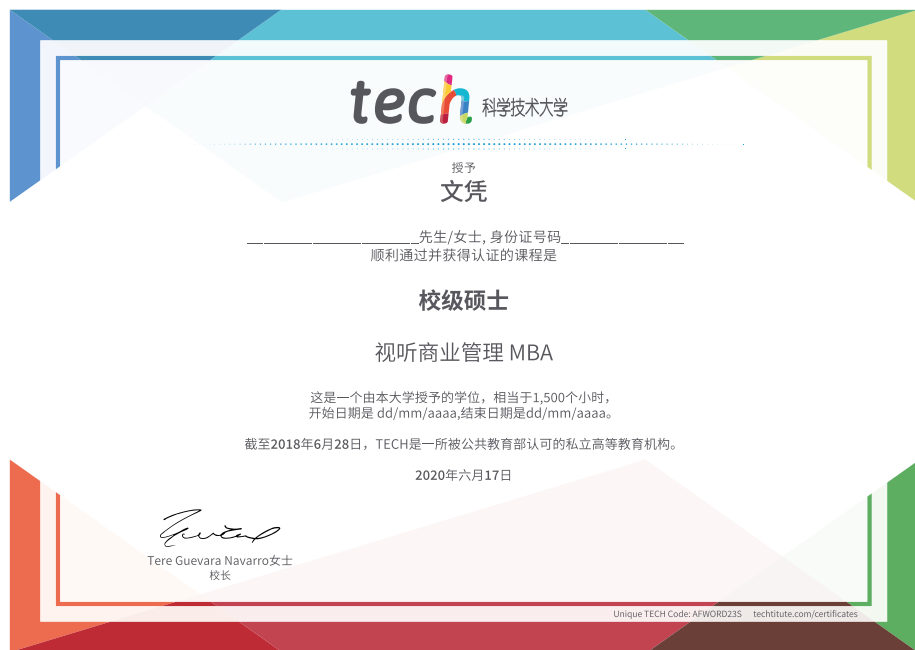 tech 科学技术大学
授予
文凭
______________________先生/女士, 身份证号码________________
顺利通过并获得认证的课程是
校级硕士
视听商业管理 MBA
这是一个由本大学授予的学位，相当于1,500个小时，
开始日期是 dd/mm/aaaa,结束日期是dd/mm/aaaa。
截至2018年6月28日，TECH是一所被公共教育部认可的私立高等教育机构。
2020年六月17日
Tere Guevara Navarro女士
校长
Unique TECH Code: AFWORD23S techtitute.com/certificates